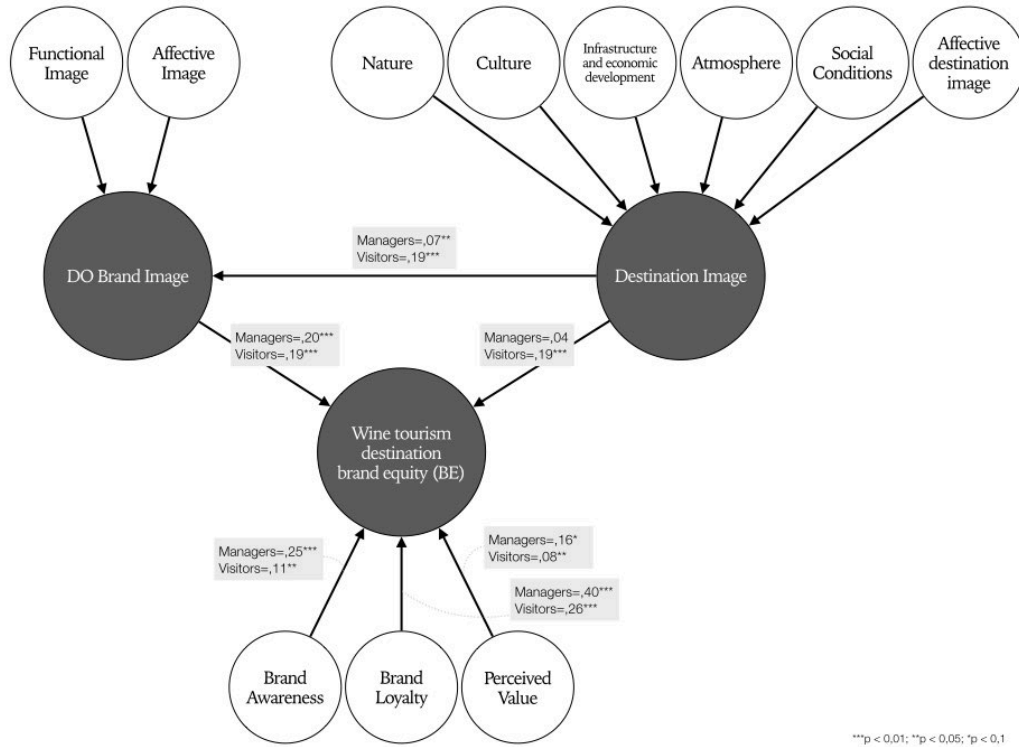 Functional
Image
Affective
Image
Nature
Culture
Infrastructure
and economic
development
Atmosphere
Social
Conditions
Affective
destination
image
Managers=,07**
Visitors=,19***
DO Brand Image
Destination Image
Managers=,20***
Visitors=,19***
Managers=,04
Visitors=,19***
Wine tourism
destination
brand equity (BE)
Managers=,25***
Visitors=,11**
Managers=,16*
Visitors=,08**
Managers=,40***
Visitors=,26***
Brand
Awareness
Brand
Loyalty
Perceived
Value
***p < 0,01; **p < 0,05; *p < 0,1